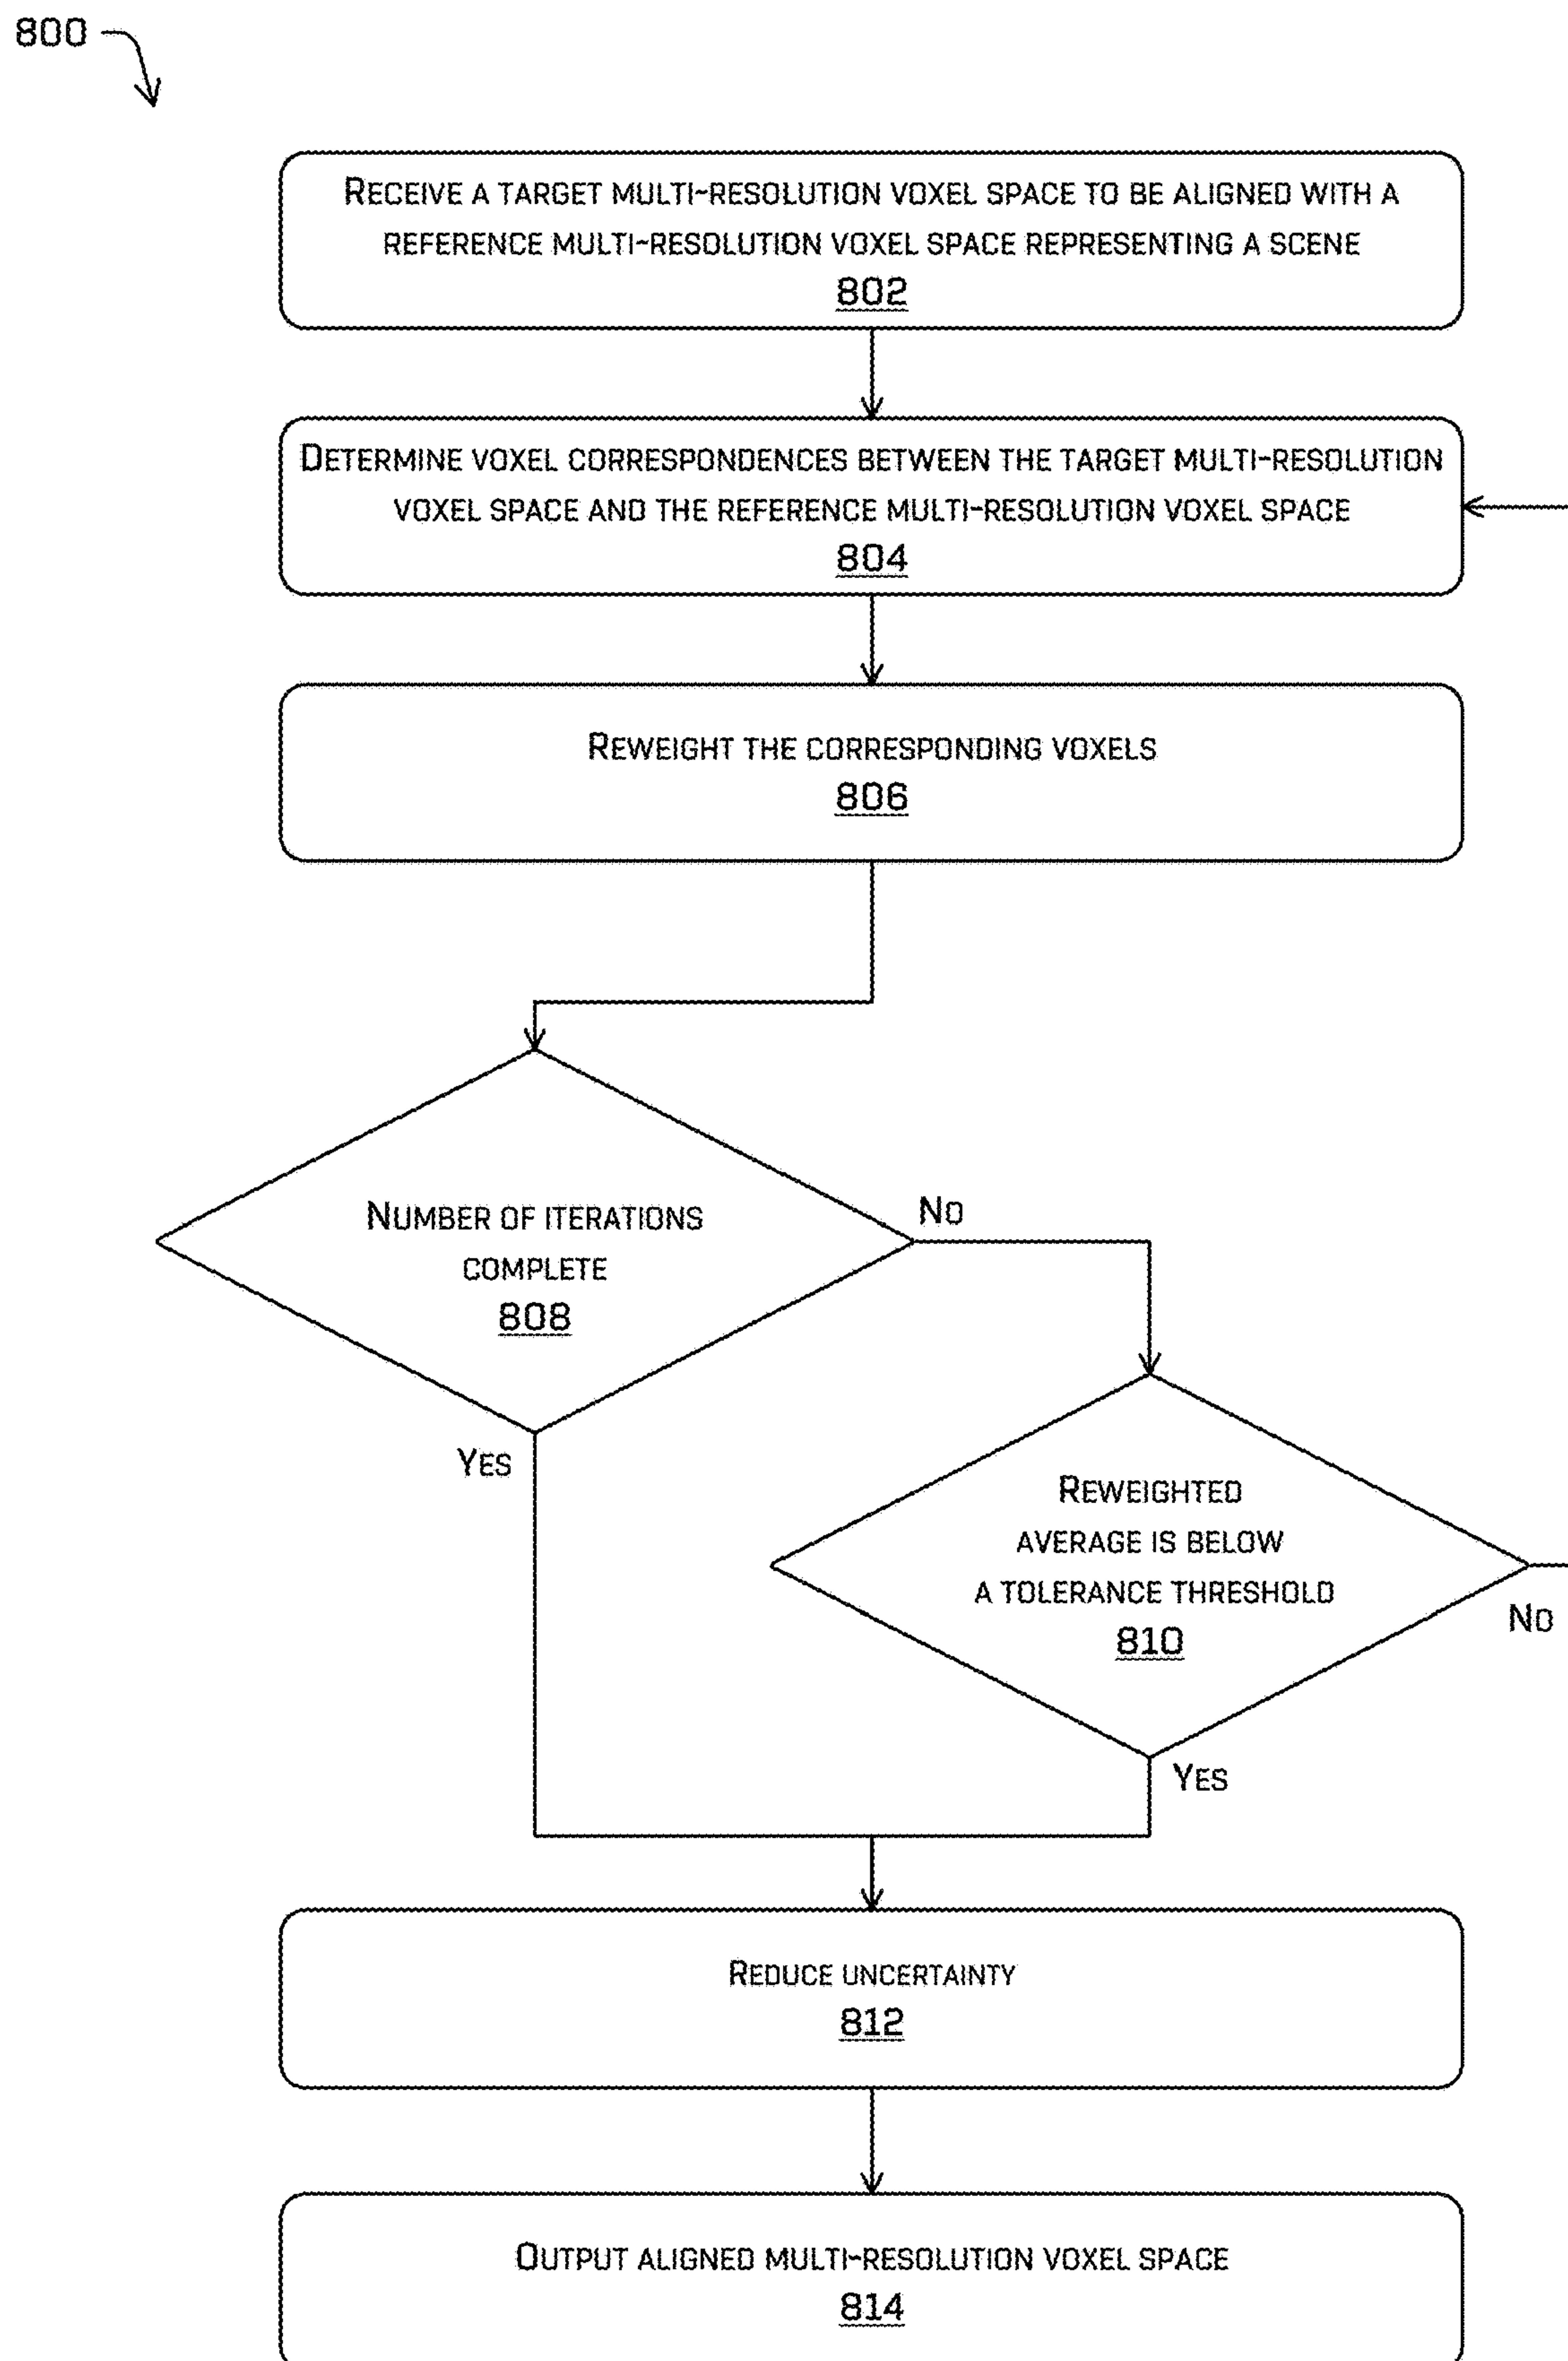 800
Receive a target multi-resolution voxel space to be aligned with a
reference multi-resolution voxel space representing a scene
802
Determine voxel correspondences between the target multi-resolution
voxel space and the reference multi-resolution voxel space
804
Reweight the corresponding voxels
806
Number of iterations
complete
808
No
Yes
Reweighted
average is below
a tolerance threshold
810
No
Yes
Reduce uncertainty
812
Output aligned multi-resolution voxel space
814